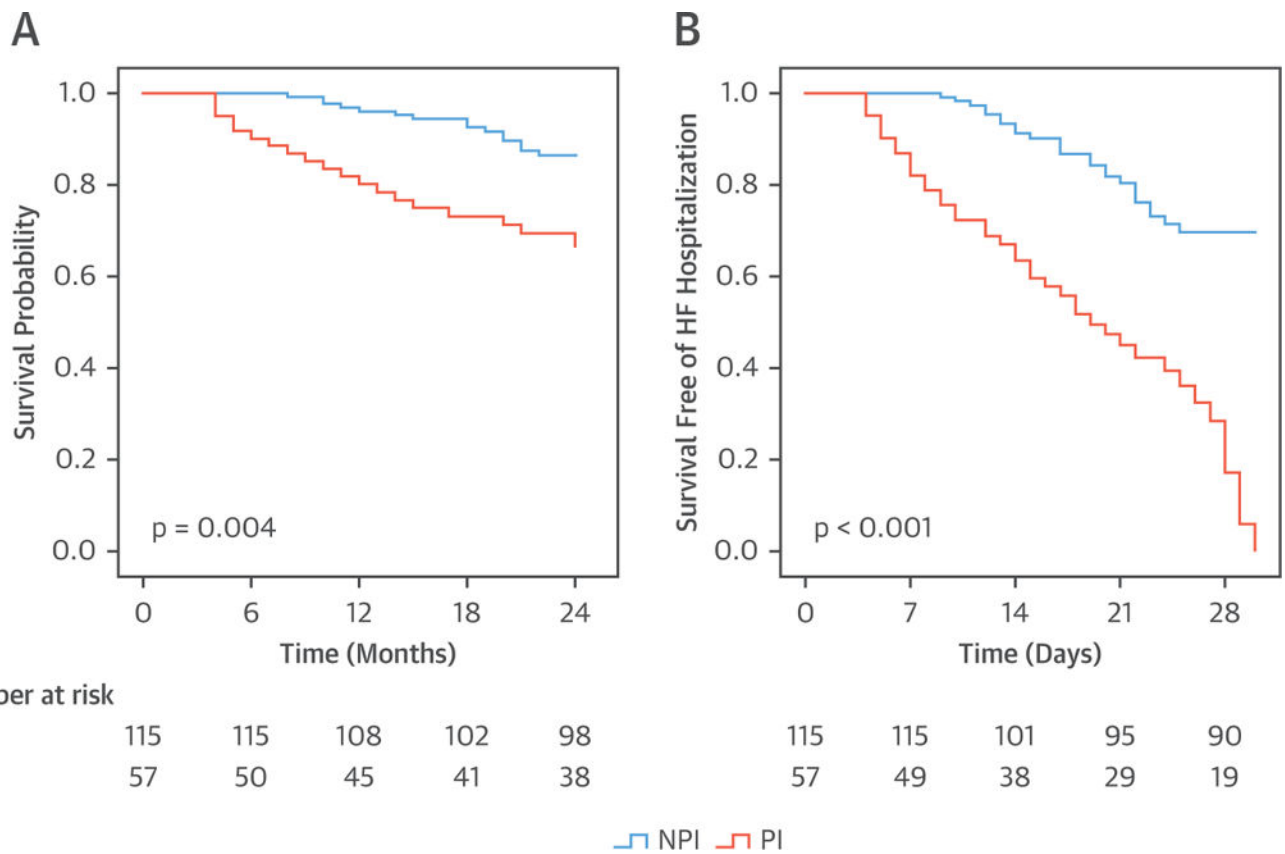 A
Survival Probability
1.0
0.8
0.6
0.4
0.2
0.0
p = 0.004
0 6 12 18 24
Time (Months)
B
Survival Free of HF Hospitalization
1.0
0.8
0.6
0.4
0.2
0.0
p < 0.001
0 7 14 21 28
Time (Days)
at risk
115 115 108 102 98
57 50 45 41 38
115 115 101 95 90
57 49 38 29 19
NPI PI